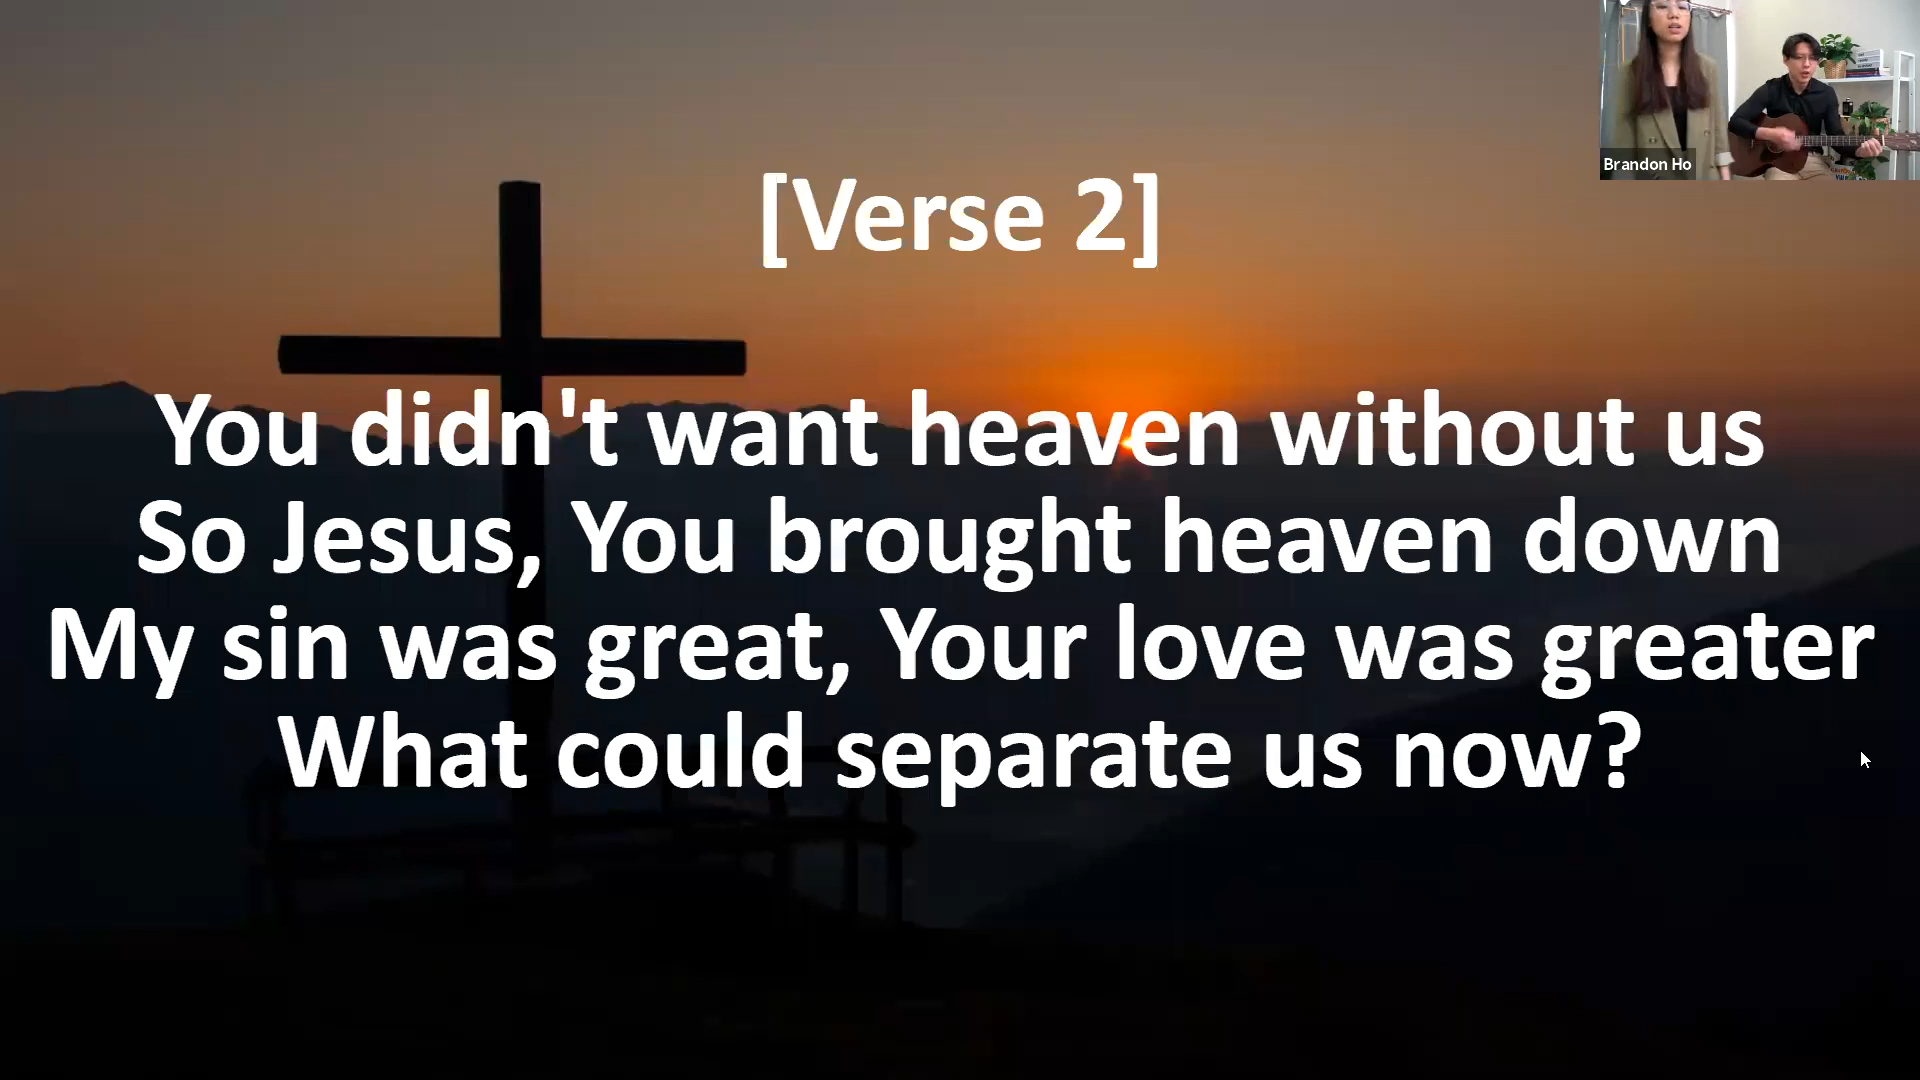 [Verse 2]
You didn't want heaven without us
So Jesus, You brought heaven down
My sin was great, Your love was greater
What could separate us now?
Brandon Ho